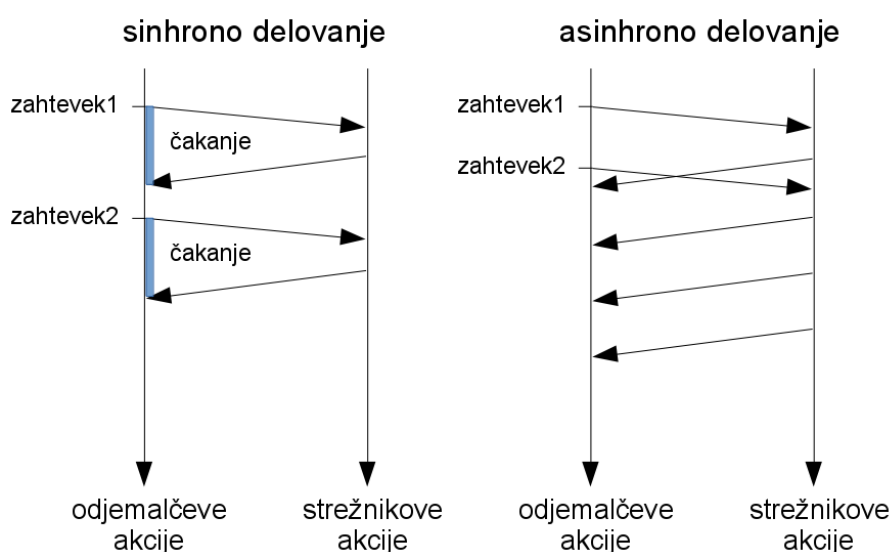 sinhrono delovanje
zahtevek1
čakanje
zahtevek2
čakanje
odjemalčeve
akcije
strežnikove
akcije
asinhrono delovanje
zahtevek1
zahtevek2
odjemalčeve
akcije
strežnikove
akcije